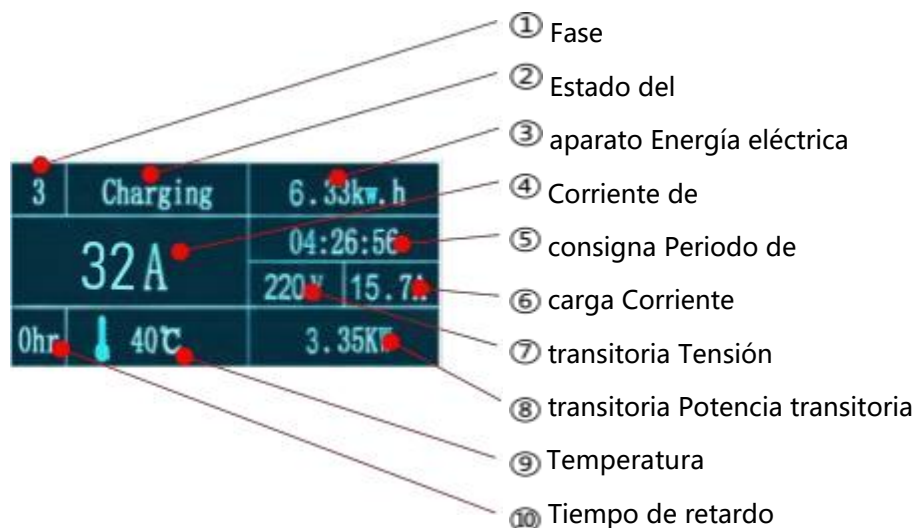 ① Fase
② Estado del
③ aparato Energía eléctrica
④ Corriente de
⑤ consigna Periodo de
⑥ carga Corriente
⑦ transitoria Tensión
⑧ transitoria Potencia transitoria
⑨ Temperatura
⑩ Tiempo de retardo
3 Charging 6.33kw.h
32A 04:26:56
220V 15.7A
0hr 40℃ 3.35KW